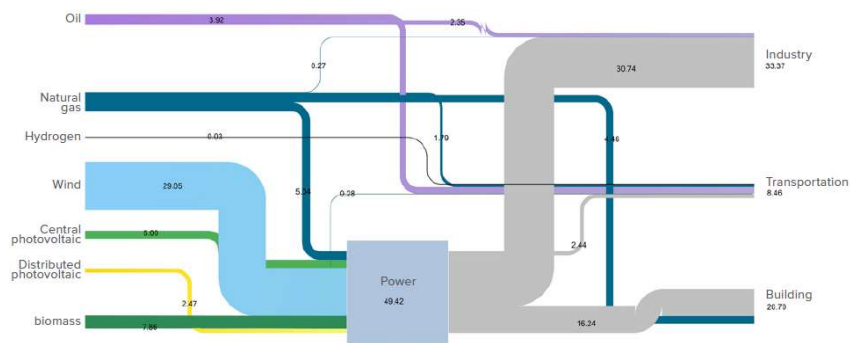 Oil
3.92
2.35
Industry
33.37
30.74
0.27
Natural
gas
Hydrogen
0.03
1.79
4.46
Wind
29.05
5.34
0.28
Transportation
8.46
Central
photovoltaic
5.09
2.44
Distributed
photovoltaic
Power
49.42
2.47
Building
20.70
biomass
7.86
16.24